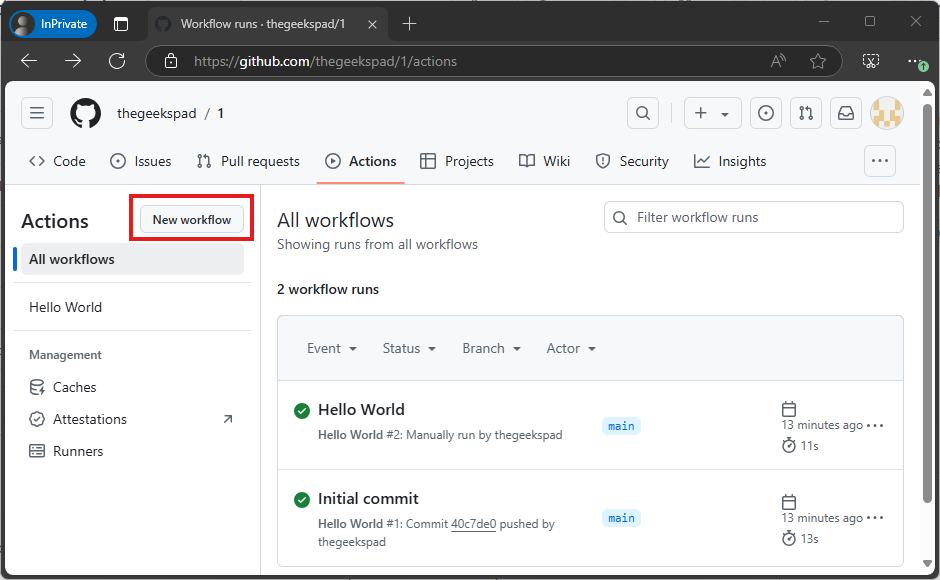 InPrivate
Workflow runs · thegeekspad/1
https://github.com/thegeekspad/1/actions
thegeekspad / 1
Code Issues Pull requests Actions Projects Wiki Security Insights
Actions
New workflow
All workflows
Hello World
Management
Caches
Attestations
Runners
All workflows
Showing runs from all workflows
Filter workflow runs
2 workflow runs
Event Status Branch Actor
Hello World
Hello World #2: Manually run by thegeekspad
main
13 minutes ago
11s
Initial commit
Hello World #1: Commit 40c7de0 pushed by
thegeekspad
main
13 minutes ago
13s